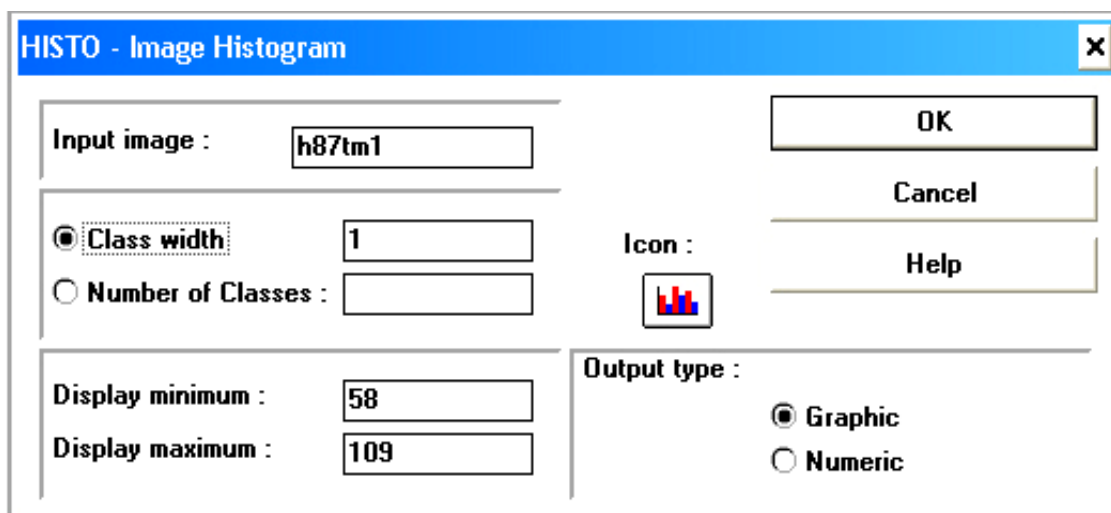 HISTO - Image Histogram
Input image : h87tm1
OK
Cancel
Help
Class width 1
Number of Classes :
Icon :
Display minimum : 58
Display maximum : 109
Output type :
Graphic
Numeric